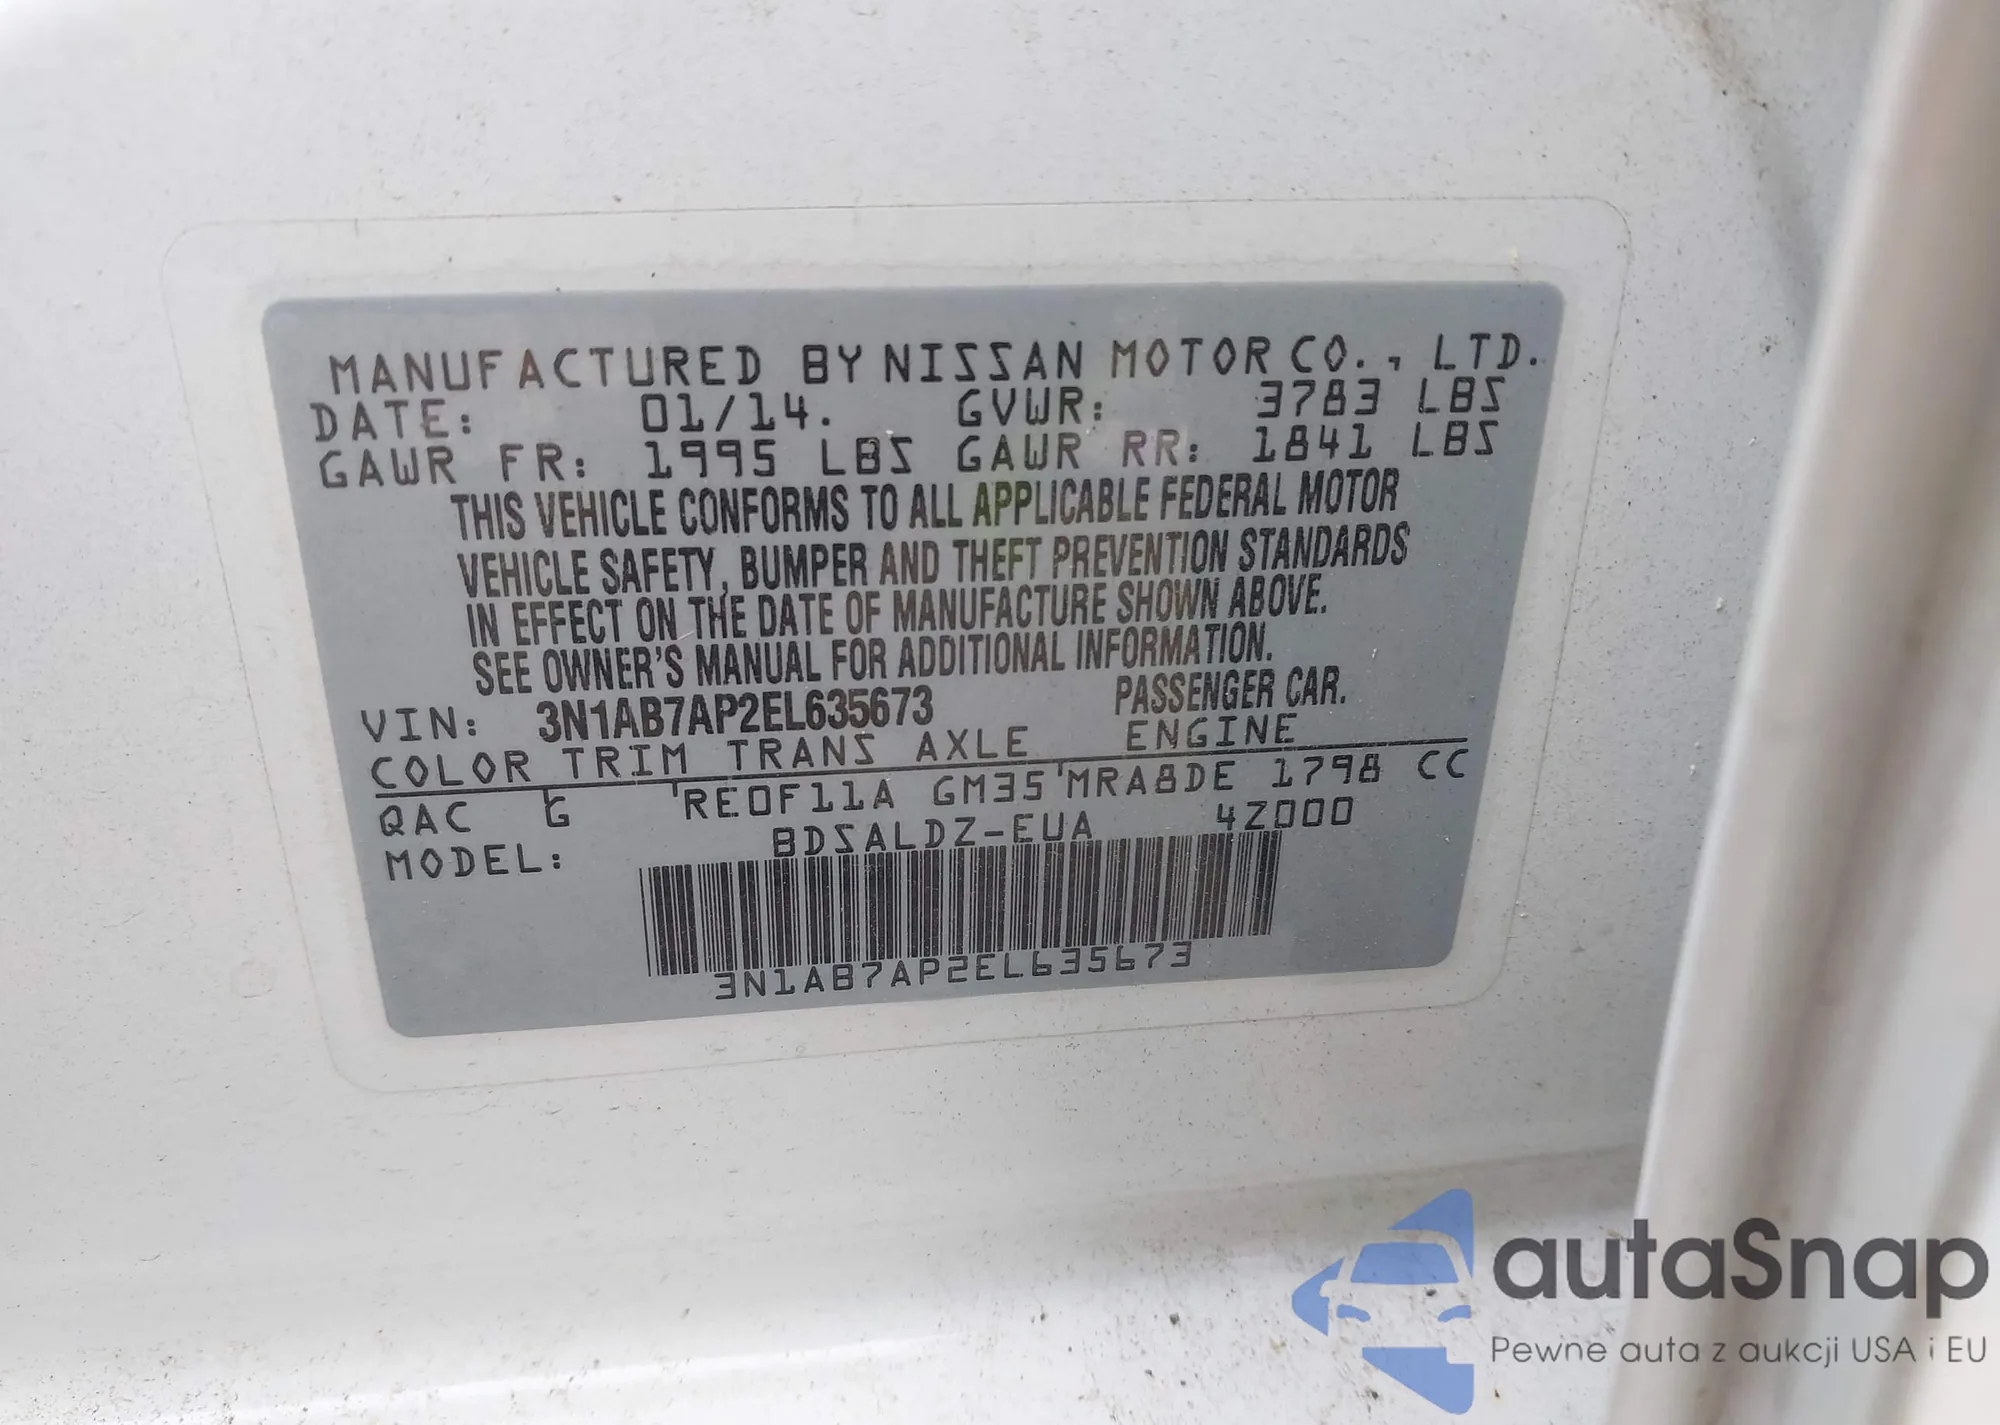 MANUFACTURED BY NISSAN MOTOR CO., LTD.
DATE: 01/14. GVWR: 3783 LBS
GAWR FR: 1995 LBS GAWR RR: 1841 LBS
THIS VEHICLE CONFORMS TO ALL APPLICABLE FEDERAL MOTOR
VEHICLE SAFETY, BUMPER AND THEFT PREVENTION STANDARDS
IN EFFECT ON THE DATE OF MANUFACTURE SHOWN ABOVE.
SEE OWNER'S MANUAL FOR ADDITIONAL INFORMATION.
VIN: 3N1AB7AP2EL635673 PASSENGER CAR.
COLOR TRIM TRANS AXLE ENGINE
QAC G RE0F11A GM35 MRA8DE 1798 CC
MODEL: BDSALDZ-EUA 4Z000
3N1AB7AP2EL635673
autaSnap
Pewne auta z aukcji USA i EU